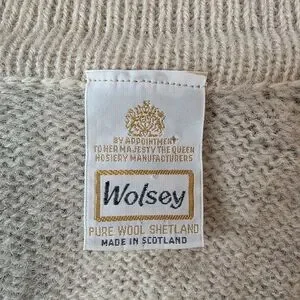 BY APPOINTMENT
TO HER MAJESTY THE QUEEN
HOSIERY MANUFACTURERS
Wolsey
PURE WOOL SHETLAND
MADE IN SCOTLAND